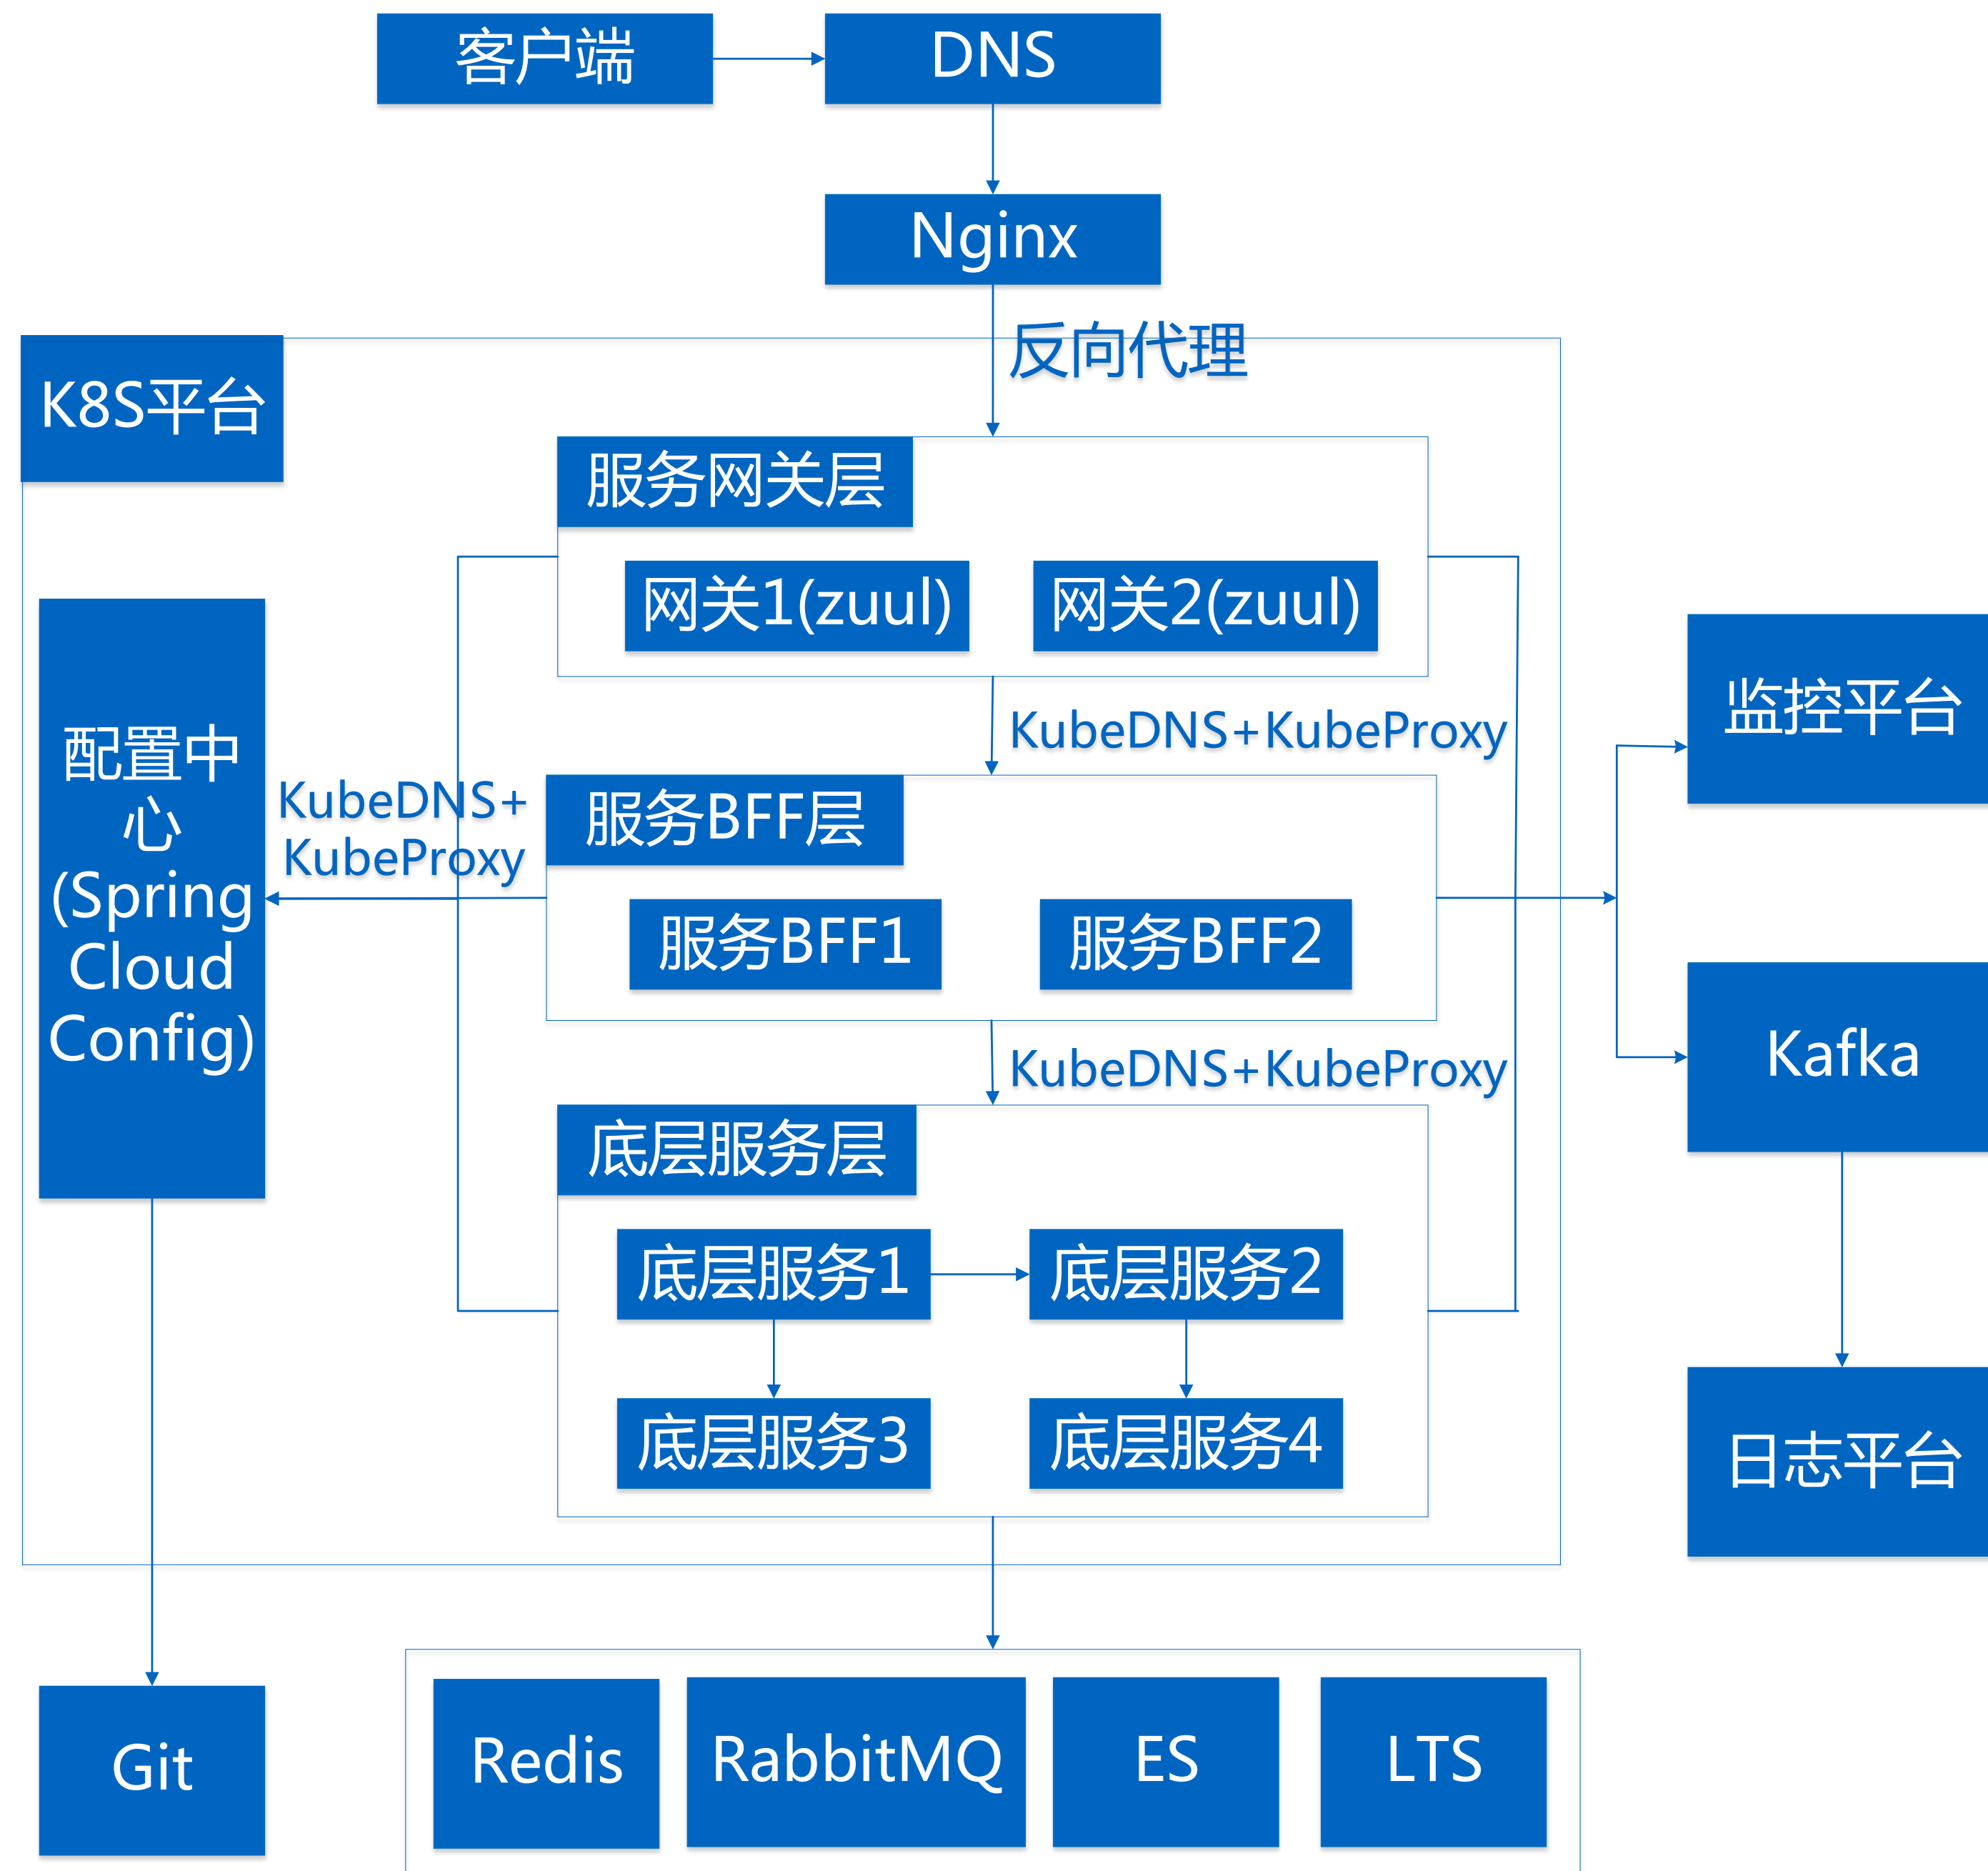 客户端
DNS
Nginx
反向代理
K8S平台
服务网关层
网关1(zuul)
网关2(zuul)
KubeDNS+KubeProxy
配置中
心
(Spring
Cloud
Config)
KubeDNS+
KubeProxy
服务BFF层
服务BFF1
服务BFF2
监控平台
Kafka
KubeDNS+KubeProxy
底层服务层
底层服务1
底层服务2
底层服务3
底层服务4
日志平台
Git
Redis
RabbitMQ
ES
LTS